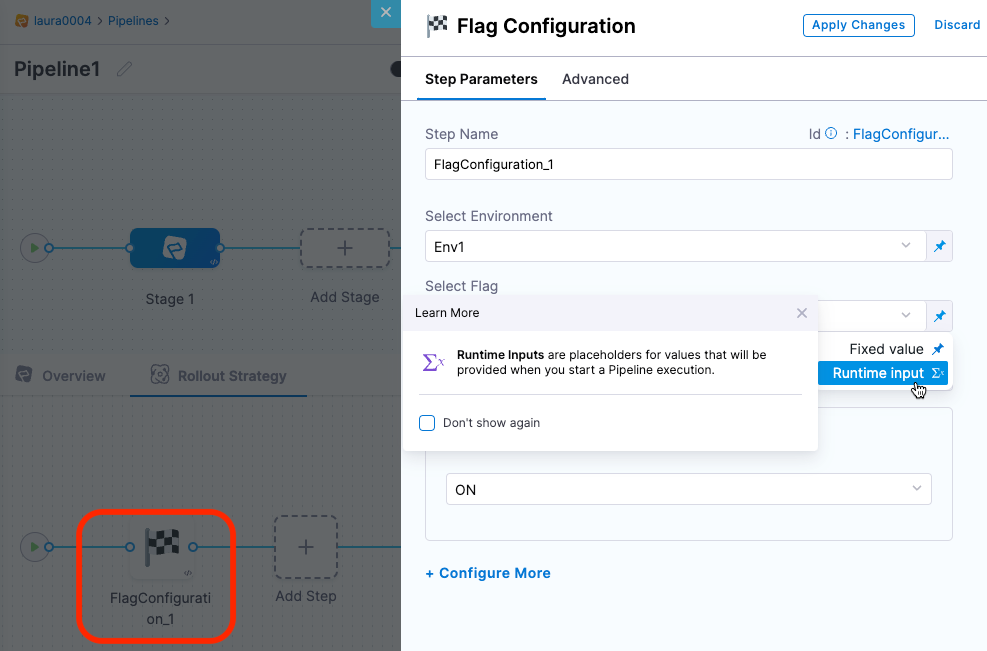 laura0004 > Pipelines >
Pipeline1
Stage 1
Add Stage
Overview
Rollout Strategy
FlagConfigurati
on_1
Add Step
Flag Configuration
Apply Changes
Discard
Step Parameters
Advanced
Step Name
Id : FlagConfigur...
FlagConfiguration_1
Select Environment
Env1
Select Flag
Learn More
Runtime Inputs are placeholders for values that will be
provided when you start a Pipeline execution.
Don't show again
Fixed value
Runtime input
ON
+ Configure More